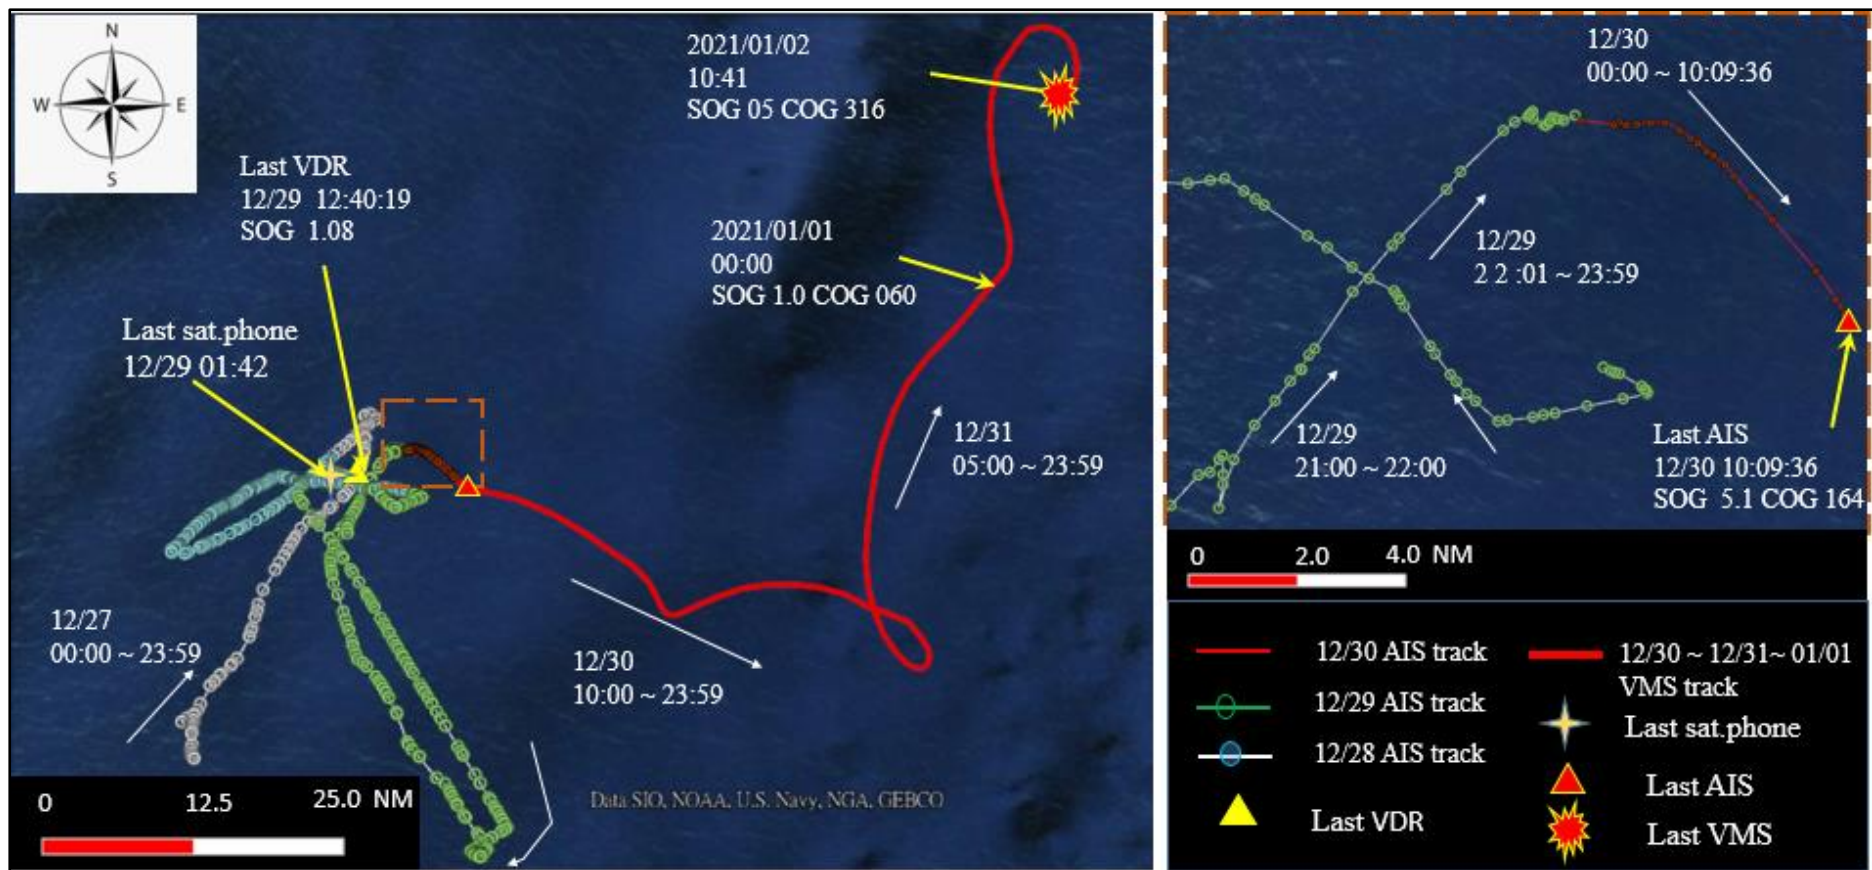 N
W
E
S
2021/01/02
10:41
SOG 05 COG 316
Last VDR
12/29 12:40:19
SOG 1.08
2021/01/01
00:00
SOG 1.0 COG 060
Last sat.phone
12/29 01:42
12/31
05:00 ~ 23:59
12/27
00:00 ~ 23:59
12/30
10:00 ~ 23:59
0 12.5 25.0 NM
Data SIO, NOAA, U.S. Navy, NGA, GEBCO
12/30
00:00 ~ 10:09:36
12/29
2 2 :01 ~ 23:59
12/29
21:00 ~ 22:00
Last AIS
12/30 10:09:36
SOG 5.1 COG 164
0 2.0 4.0 NM
12/30 AIS track
12/29 AIS track
12/28 AIS track
Last VDR
12/30 ~ 12/31~ 01/01
VMS track
Last sat.phone
Last AIS
Last VMS